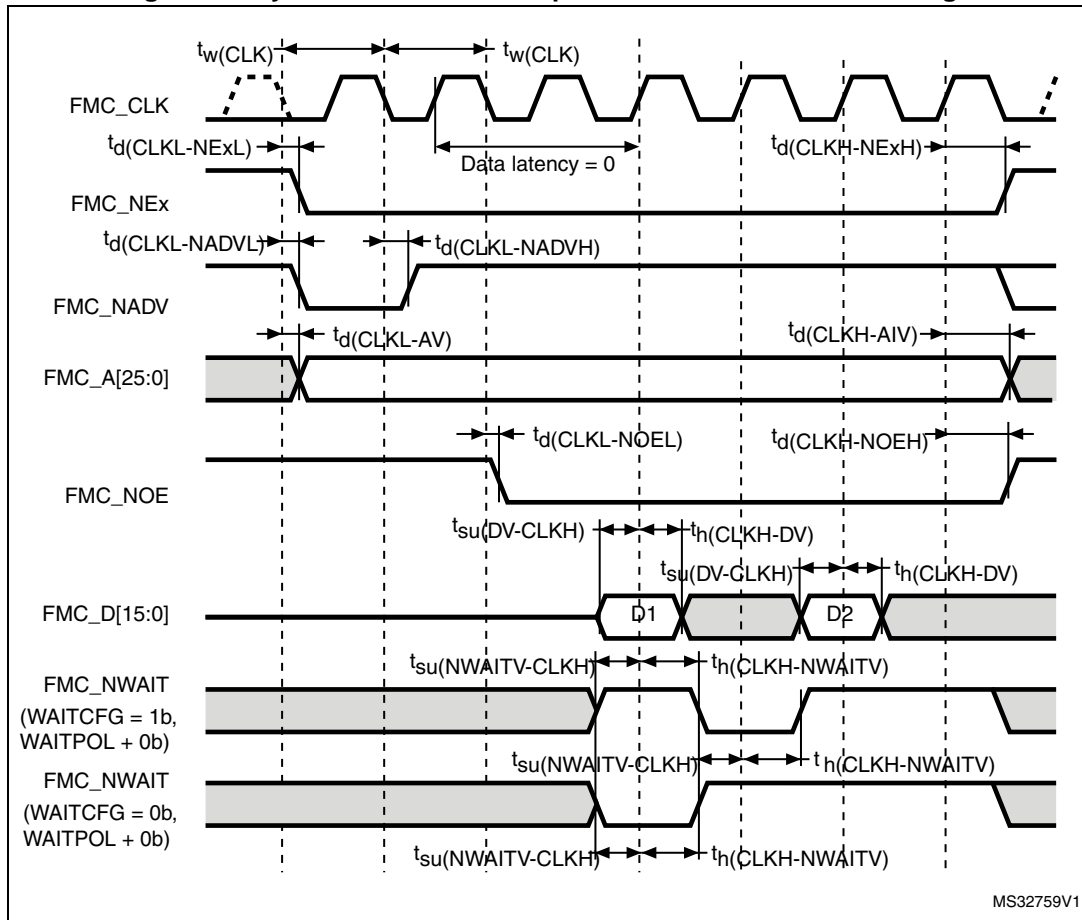 tw(CLK) tw(CLK)
FMC_CLK
td(CLKL-NExL) Data latency = 0 td(CLKH-NExH)
FMC_NEx
td(CLKL-NADVL) td(CLKL-NADVH)
FMC_NADV
td(CLKL-AV) td(CLKH-AIV)
FMC_A[25:0]
td(CLKL-NOEL) td(CLKH-NOEH)
FMC_NOE
tsu(DV-CLKH) th(CLKH-DV)
tsu(DV-CLKH) th(CLKH-DV)
FMC_D[15:0] D1 D2
tsu(NWAITV-CLKH) th(CLKH-NWAITV)
FMC_NWAIT
(WAITCFG = 1b,
WAITPOL + 0b)
tsu(NWAITV-CLKH) t h(CLKH-NWAITV)
FMC_NWAIT
(WAITCFG = 0b,
WAITPOL + 0b)
tsu(NWAITV-CLKH) th(CLKH-NWAITV)
MS32759V1